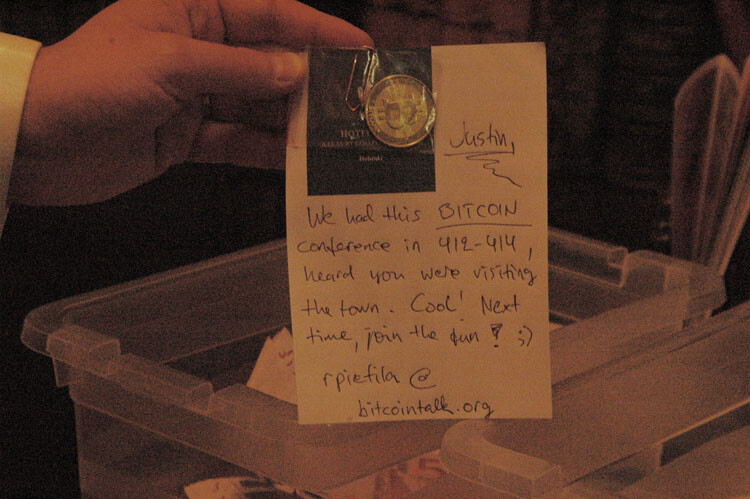 Helsinki
Justin,
We had this BITCOIN
conference in 412-414,
heard you were visiting
the town. Cool! Next
time, join the fun! ;)
rpietila @
bitcointalk.org